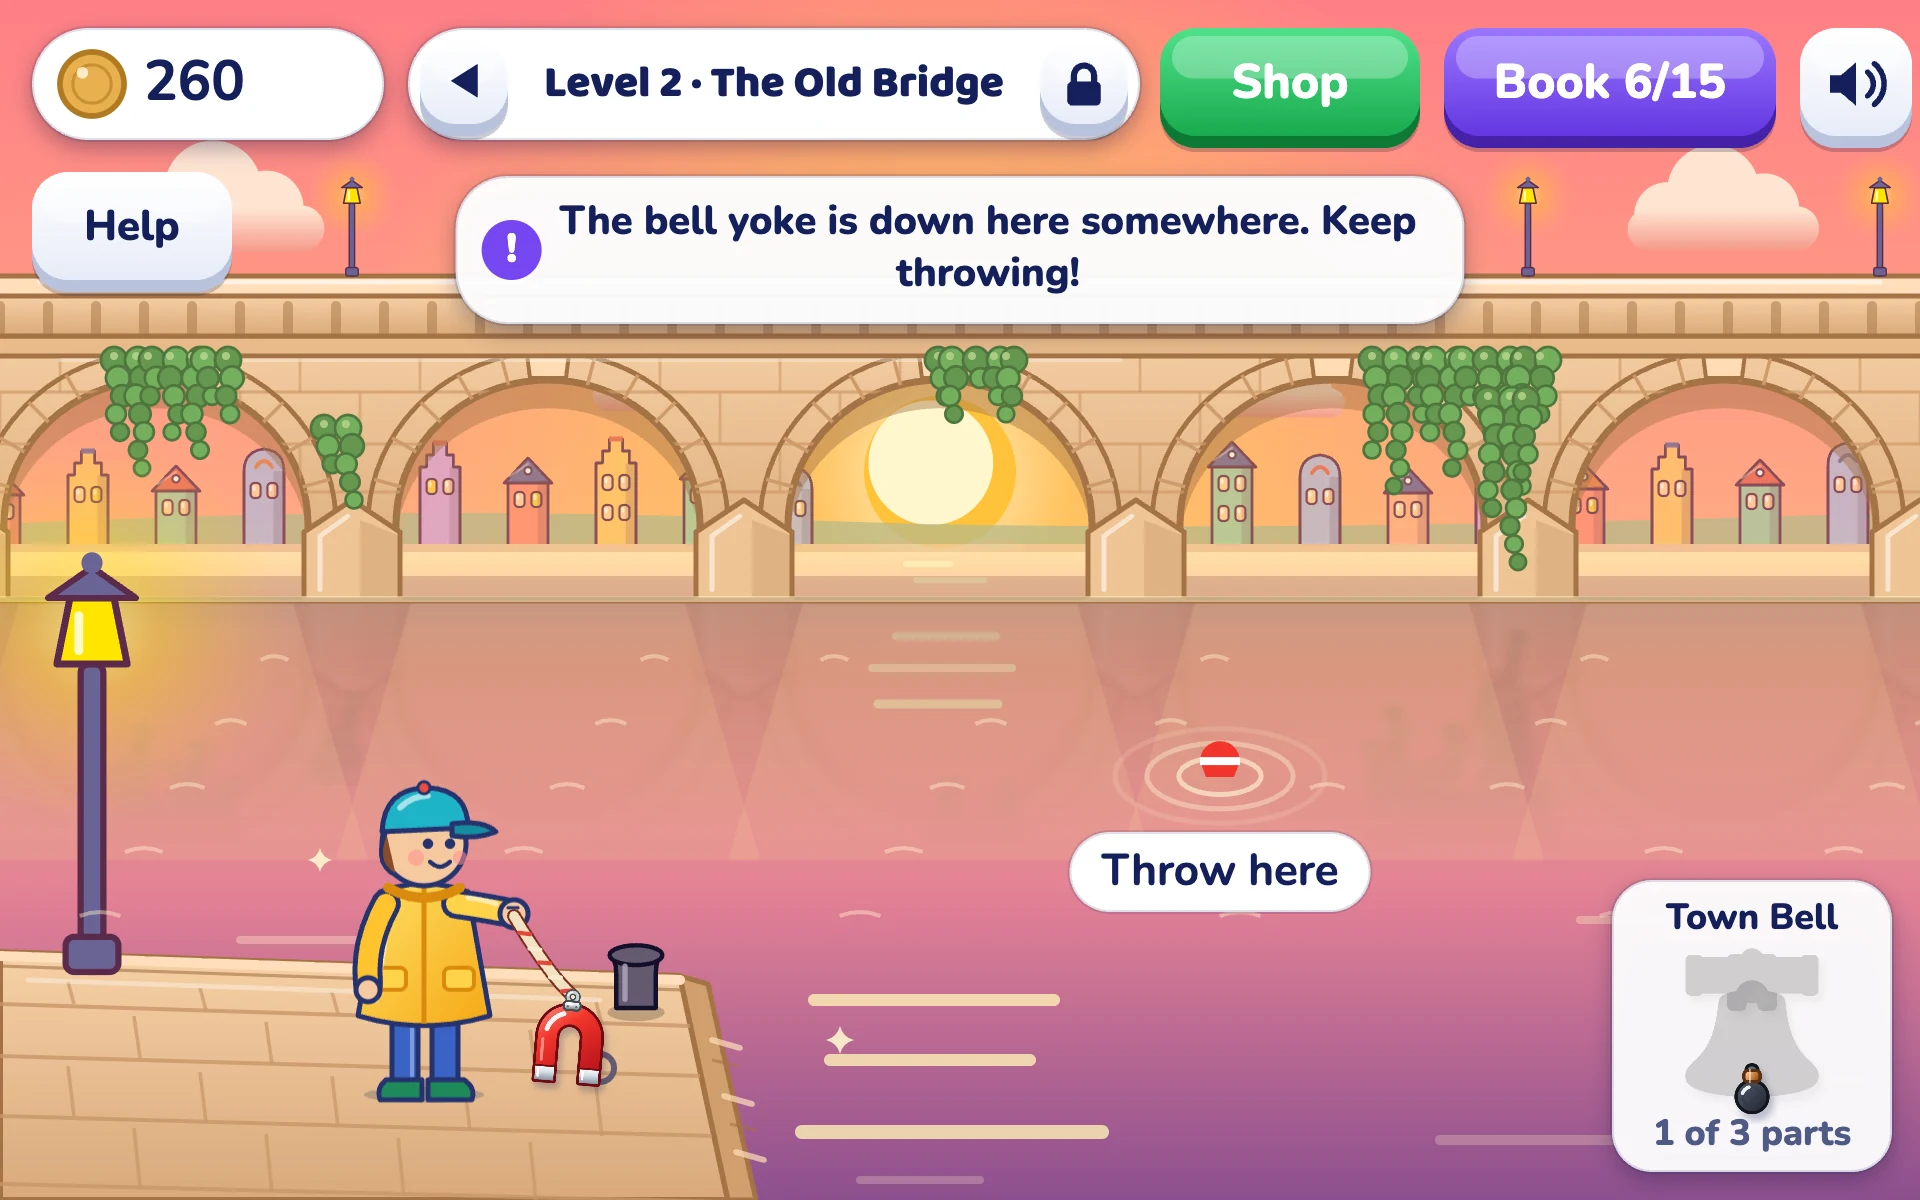 260
Level 2 · The Old Bridge
Shop
Book 6/15
Help
The bell yoke is down here somewhere. Keep
throwing!
Throw here
Town Bell
1 of 3 parts